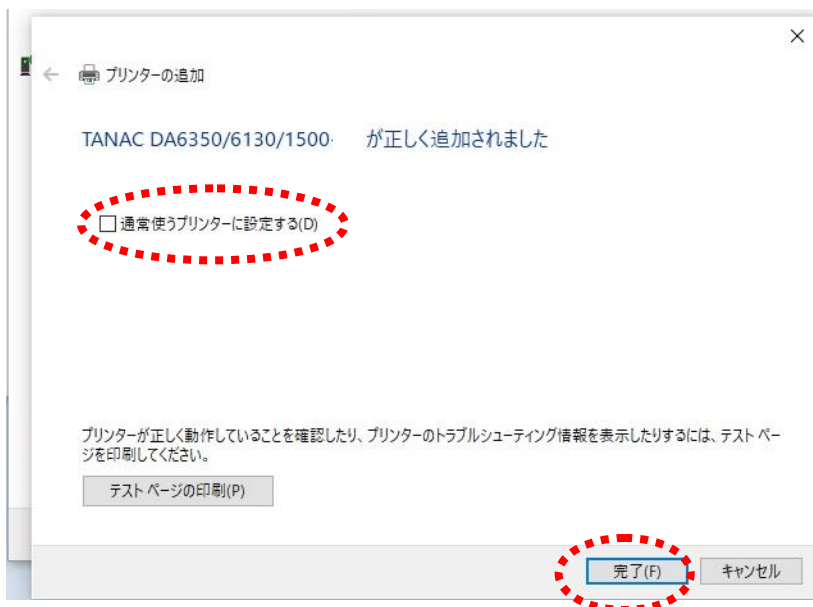 プリンターの追加
TANAC DA6350/6130/1500- が正しく追加されました
通常使うプリンターに設定する(D)
プリンターが正しく動作していることを確認したり、プリンターのトラブルシューティング情報を表示したりするには、テスト ペー
ジを印刷してください。
テスト ページの印刷(P)
完了(F) キャンセル